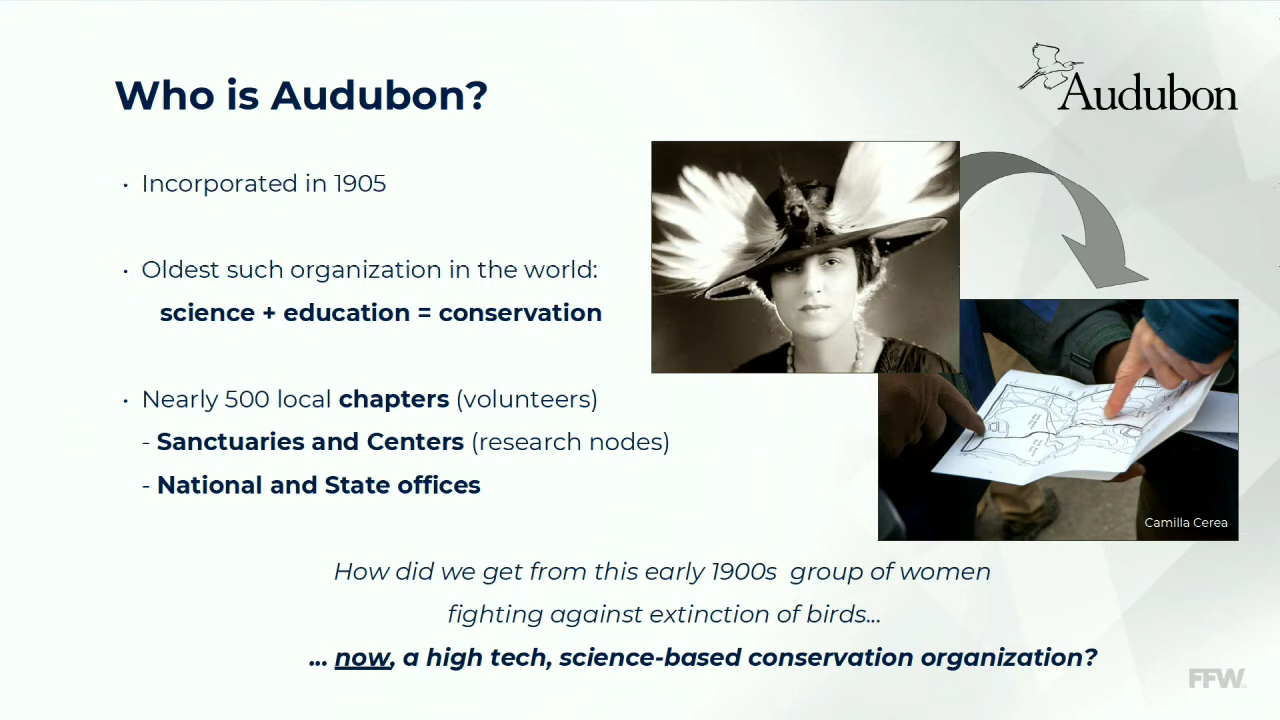 Who is Audubon?
Audubon
· Incorporated in 1905
· Oldest such organization in the world:
science + education = conservation
· Nearly 500 local chapters (volunteers)
- Sanctuaries and Centers (research nodes)
- National and State offices
Camilla Cerea
How did we get from this early 1900s group of women
fighting against extinction of birds...
... now, a high tech, science-based conservation organization?
FFW